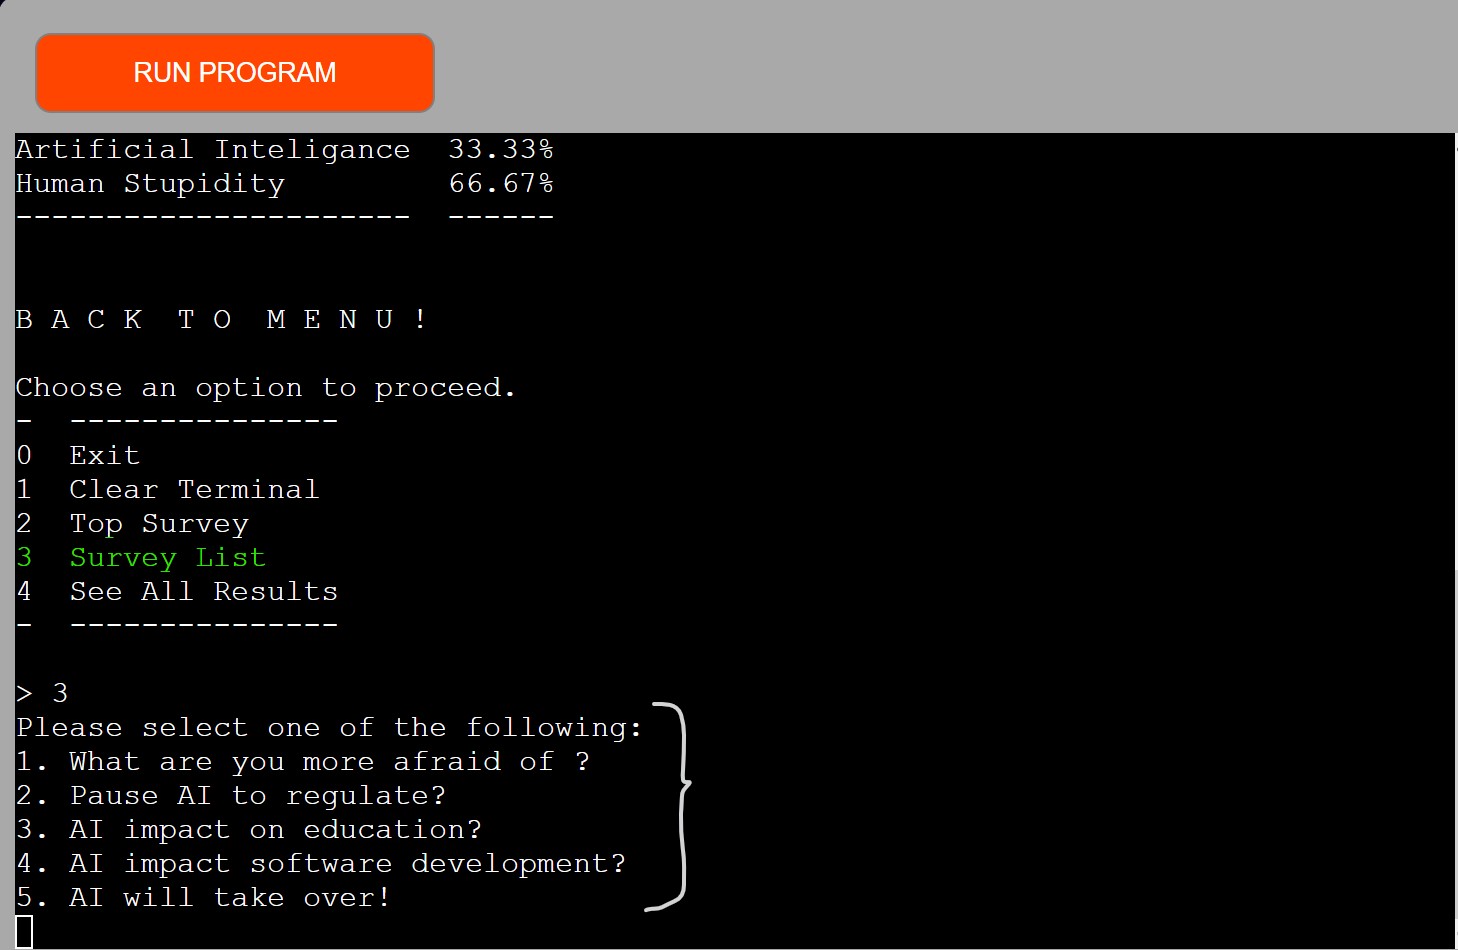 RUN PROGRAM
Artificial Inteligance 33.33%
Human Stupidity 66.67%
---------------------- ------
B A C K  T O  M E N U !
Choose an option to proceed.
-  ---------------
0  Exit
1  Clear Terminal
2  Top Survey
3  Survey List
4  See All Results
-  ---------------
> 3
Please select one of the following:
1. What are you more afraid of ?
2. Pause AI to regulate?
3. AI impact on education?
4. AI impact software development?
5. AI will take over!